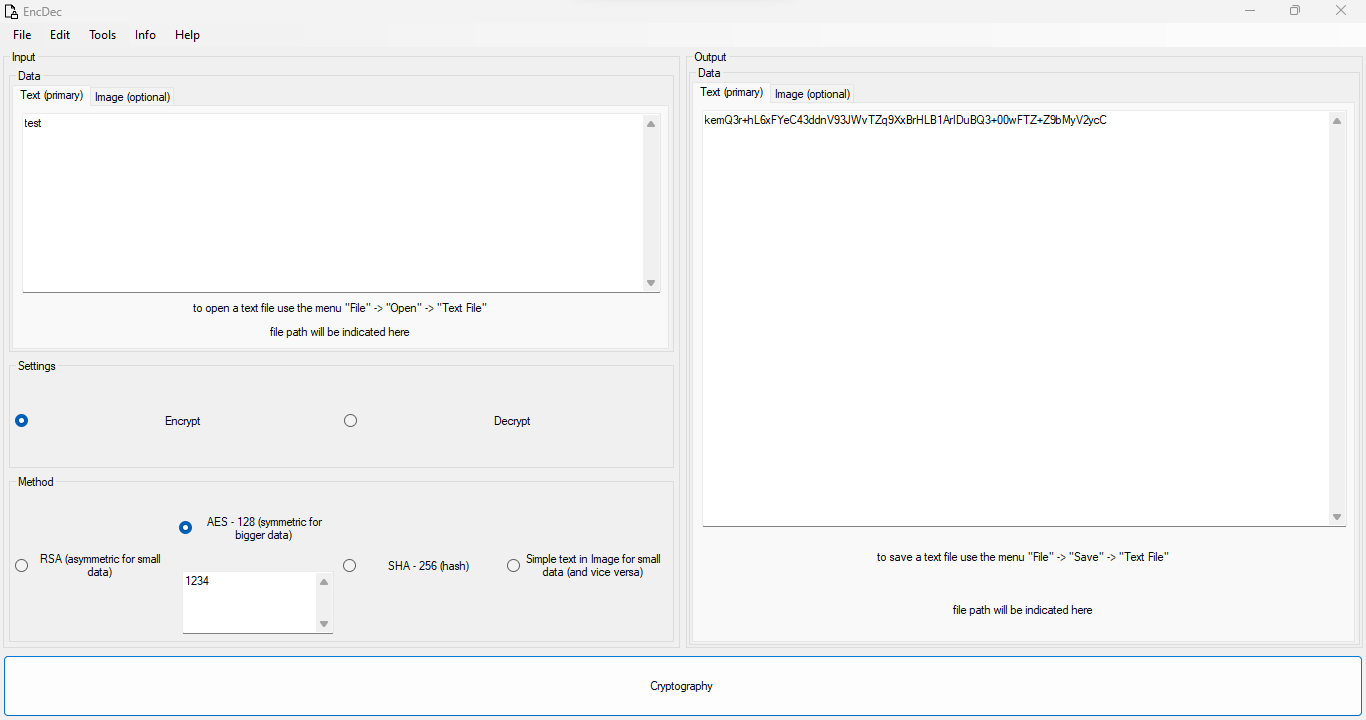 EncDec
File Edit Tools Info Help
Input
Data
Text (primary) Image (optional)
test
to open a text file use the menu "File" -> "Open" -> "Text File"
file path will be indicated here
Settings
Encrypt Decrypt
Method
RSA (asymmetric for small
data)
AES - 128 (symmetric for
bigger data)
1234
SHA - 256 (hash)
Simple text in Image for small
data (and vice versa)
Output
Data
Text (primary) Image (optional)
to save a text file use the menu "File" -> "Save" -> "Text File"
file path will be indicated here
Cryptography